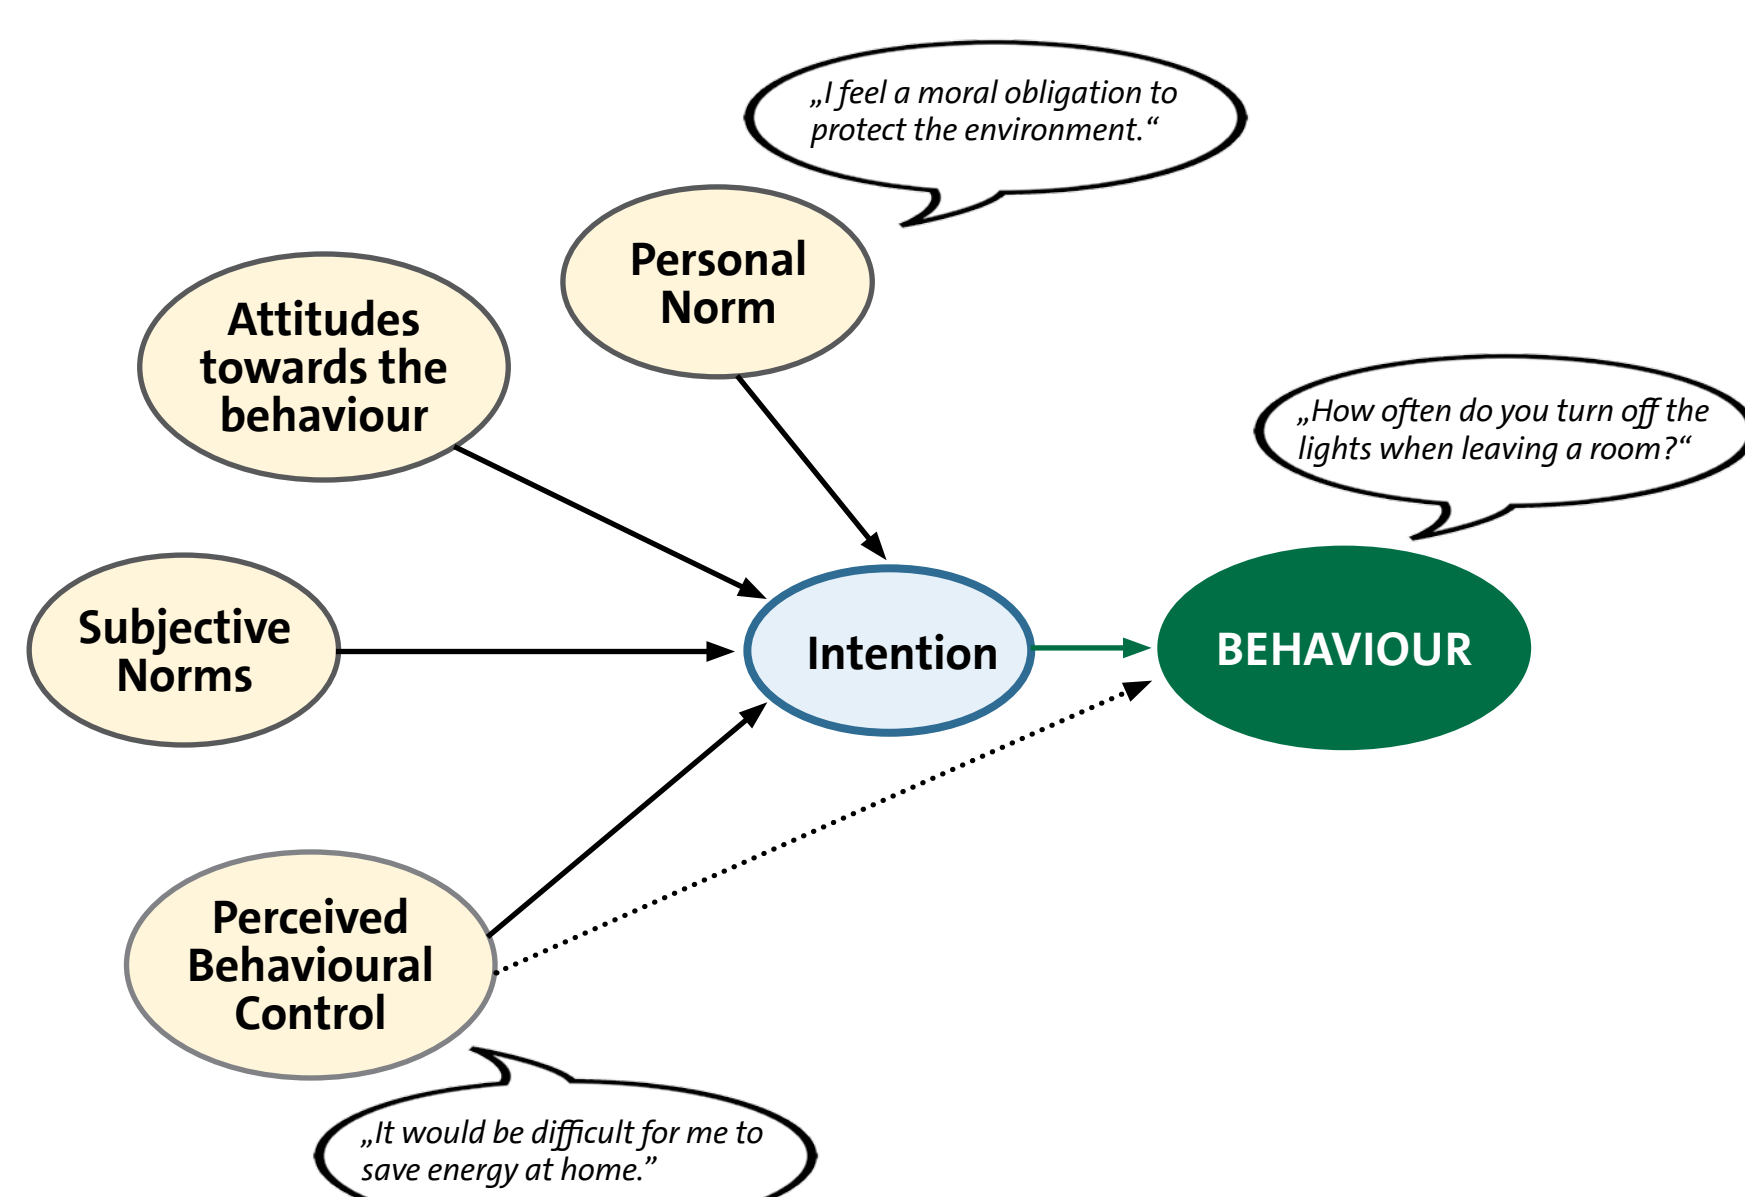 „I feel a moral obligation to
protect the environment.“
Personal
Norm
Attitudes
towards the
behaviour
„How often do you turn off the
lights when leaving a room?“
Subjective
Norms
Intention
BEHAVIOUR
Perceived
Behavioural
Control
„It would be difficult for me to
save energy at home.”